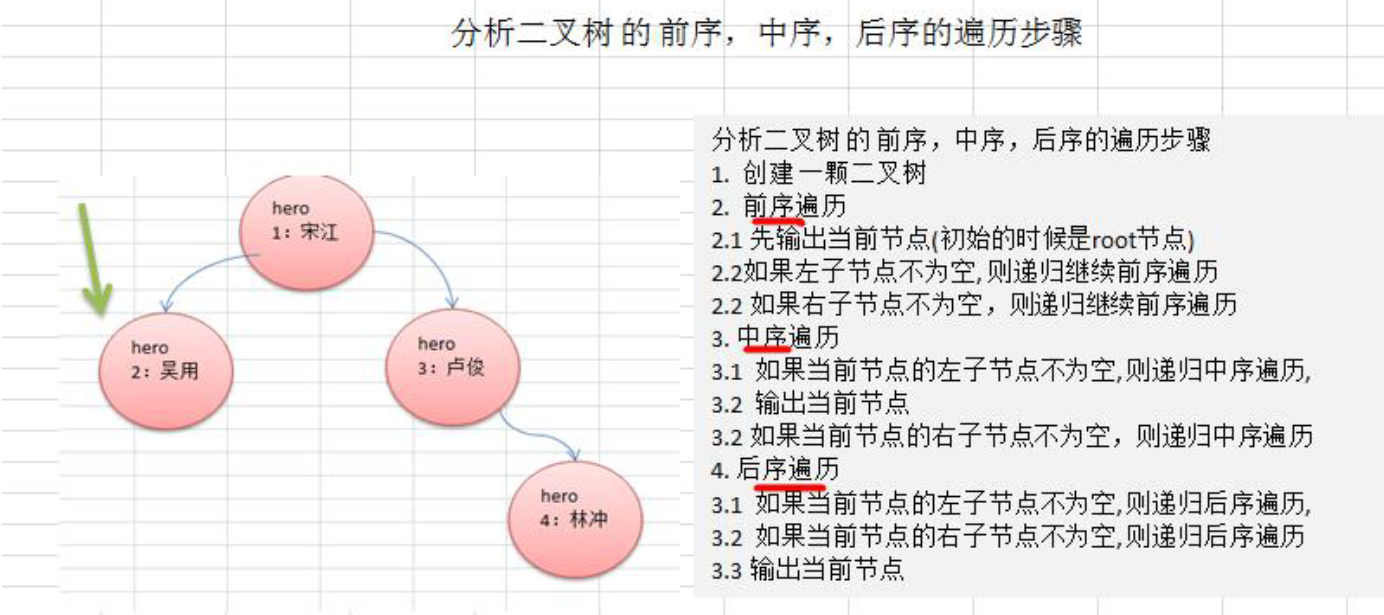 分析二叉树的前序，中序，后序的遍历步骤
hero
1：宋江
hero
2：吴用
hero
3：卢俊
hero
4：林冲
分析二叉树的前序，中序，后序的遍历步骤
1. 创建一颗二叉树
2. 前序遍历
2.1 先输出当前节点(初始的时候是root节点)
2.2如果左子节点不为空,则递归继续前序遍历
2.2 如果右子节点不为空，则递归继续前序遍历
3. 中序遍历
3.1 如果当前节点的左子节点不为空,则递归中序遍历,
3.2 输出当前节点
3.2 如果当前节点的右子节点不为空，则递归中序遍历
4. 后序遍历
3.1 如果当前节点的左子节点不为空,则递归后序遍历,
3.2 如果当前节点的右子节点不为空,则递归后序遍历
3.3 输出当前节点